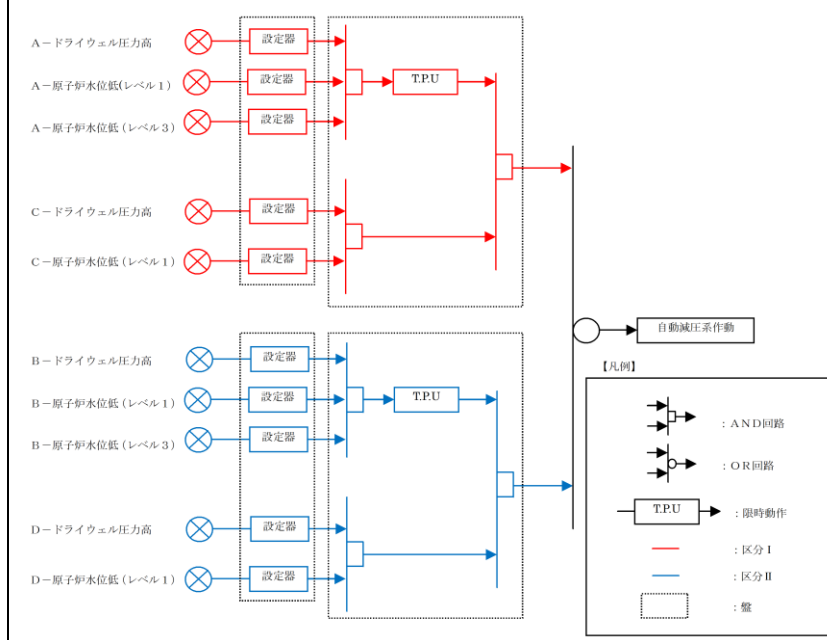 A－ドライウェル圧力高
設定器
A－原子炉水位低(レベル1)
設定器
T.P.U
A－原子炉水位低(レベル3)
設定器
C－ドライウェル圧力高
設定器
C－原子炉水位低(レベル1)
設定器
自動減圧系作動
B－ドライウェル圧力高
設定器
B－原子炉水位低(レベル1)
設定器
T.P.U
B－原子炉水位低(レベル3)
設定器
D－ドライウェル圧力高
設定器
D－原子炉水位低(レベル1)
設定器
【凡例】
：AND回路
：OR回路
T.P.U
：限時動作
：区分Ⅰ
：区分Ⅱ
：盤